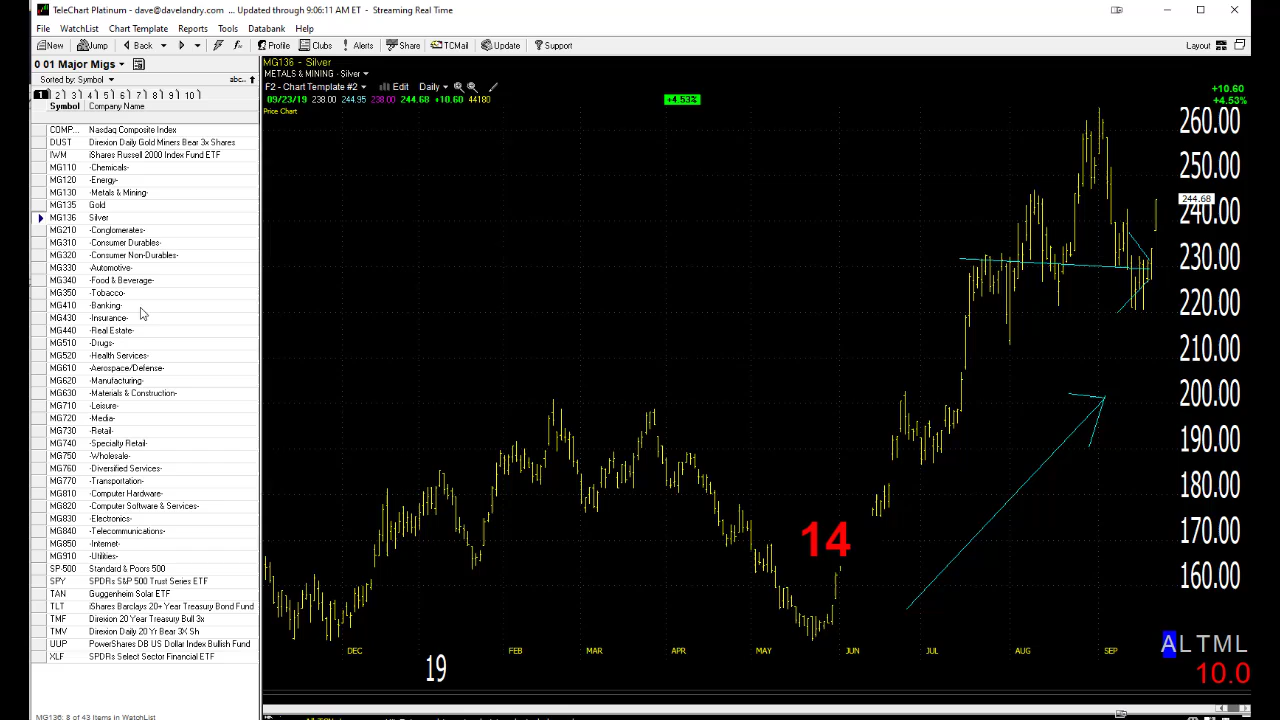 TeleChart Platinum - dave@davelandry.com ... Updated through 9:06:11 AM ET - Streaming Real Time
File WatchList Chart Template Reports Tools Databank Help
New Jump Back Profile Clubs Alerts Share TCMail Update Support Layout
0 01 Major Migs
Sorted by: Symbol abc..
1 2 3 4 5 6 7 8 9 10
Symbol Company Name
COMP... Nasdaq Composite Index
DUST Direxion Daily Gold Miners Bear 3x Shares
IWM iShares Russell 2000 Index Fund ETF
MG110 -Chemicals-
MG120 -Energy-
MG130 -Metals & Mining-
MG135 Gold
MG136 Silver
MG210 -Conglomerates-
MG310 -Consumer Durables-
MG320 -Consumer Non-Durables-
MG330 -Automotive-
MG340 -Food & Beverage-
MG350 -Tobacco-
MG410 -Banking-
MG430 -Insurance-
MG440 -Real Estate-
MG510 -Drugs-
MG520 -Health Services-
MG610 -Aerospace/Defense-
MG620 -Manufacturing-
MG630 -Materials & Construction-
MG710 -Leisure-
MG720 -Media-
MG730 -Retail-
MG740 -Specialty Retail-
MG750 -Wholesale-
MG760 -Diversified Services-
MG770 -Transportation-
MG810 -Computer Hardware-
MG820 -Computer Software & Services-
MG830 -Electronics-
MG840 -Telecommunications-
MG850 -Internet-
MG910 -Utilities-
SP-500 Standard & Poors 500
SPY SPDRs S&P 500 Trust Series ETF
TAN Guggenheim Solar ETF
TLT iShares Barclays 20+ Year Treasury Bond Fund
TMF Direxion 20 Year Treasury Bull 3x
TMV Direxion Daily 20 Yr Bear 3X Sh
UUP PowerShares DB US Dollar Index Bullish Fund
XLF SPDRs Select Sector Financial ETF
MG136: 8 of 43 Items in WatchList
MG136 - Silver
METALS & MINING - Silver
F2 - Chart Template #2 Edit Daily
09/23/19 238.00 244.95 238.00 244.68 +10.60 44180
+4.53%
+10.60
+4.53%
Price Chart
260.00
250.00
244.68
240.00
230.00
220.00
210.00
200.00
190.00
180.00
170.00
160.00
14
DEC FEB MAR APR MAY JUN JUL AUG SEP
19
ALTML
10.0